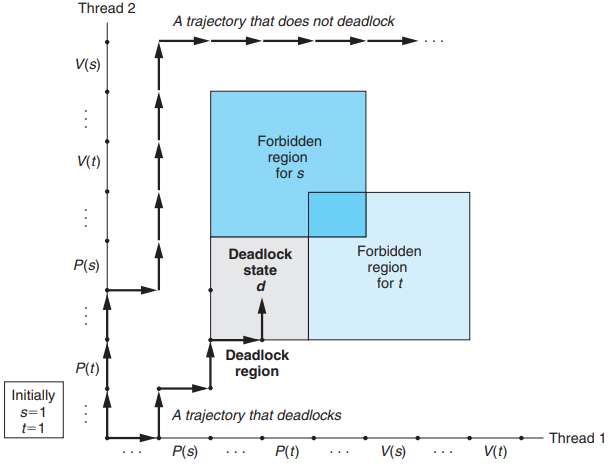 Thread 2
A trajectory that does not deadlock
. . .
V(s)
. . .
Forbidden
region
for s
V(t)
. . .
P(s)
Deadlock
state
d
Forbidden
region
for t
. . .
Deadlock
region
P(t)
Initially
s=1
t=1
. . .
A trajectory that deadlocks
Thread 1
. . . P(s) . . . P(t) . . . V(s) . . . V(t)